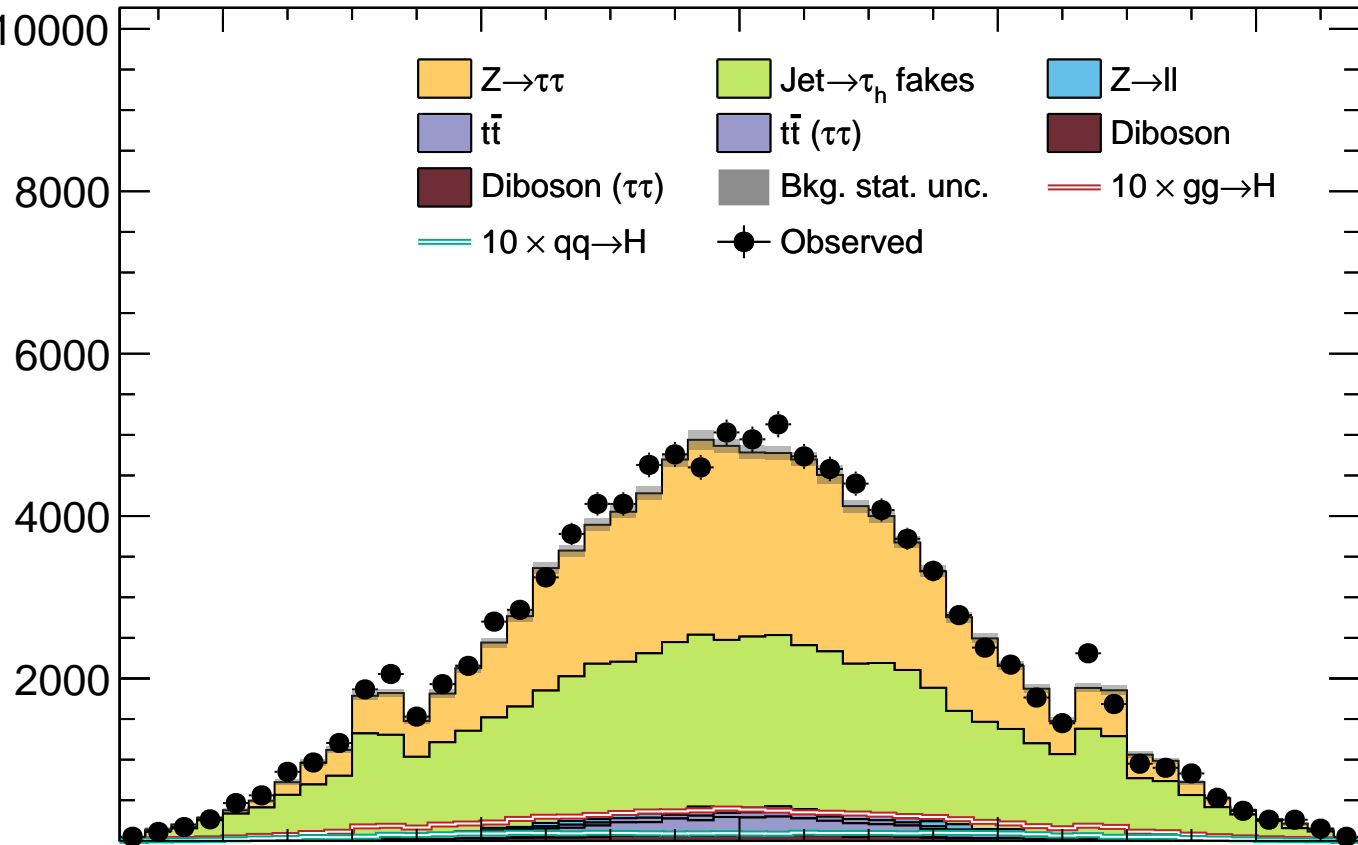 10000
Z→ττ Jet→τh fakes Z→ll
tt̄ tt̄ (ττ) Diboson
8000
Diboson (ττ) Bkg. stat. unc. 10 × gg→H
10 × qq→H Observed
6000
4000
2000